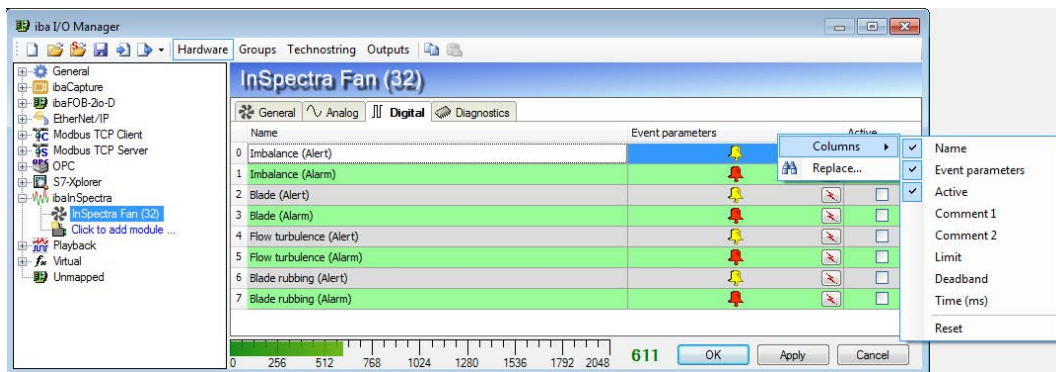 iba I/O Manager
Hardware Groups Technostring Outputs
General
ibaCapture
ibaFOB-2io-D
EtherNet/IP
Modbus TCP Client
Modbus TCP Server
OPC
S7-Xplorer
ibaInSpectra
InSpectra Fan (32)
Click to add module ...
Playback
fx Virtual
Unmapped
InSpectra Fan (32)
General Analog Digital Diagnostics
Name Event parameters Active
0 Imbalance (Alert)
1 Imbalance (Alarm)
2 Blade (Alert)
3 Blade (Alarm)
4 Flow turbulence (Alert)
5 Flow turbulence (Alarm)
6 Blade rubbing (Alert)
7 Blade rubbing (Alarm)
Columns
Replace...
Name
Event parameters
Active
Comment 1
Comment 2
Limit
Deadband
Time (ms)
Reset
0 256 512 768 1024 1280 1536 1792 2048
611 OK Apply Cancel